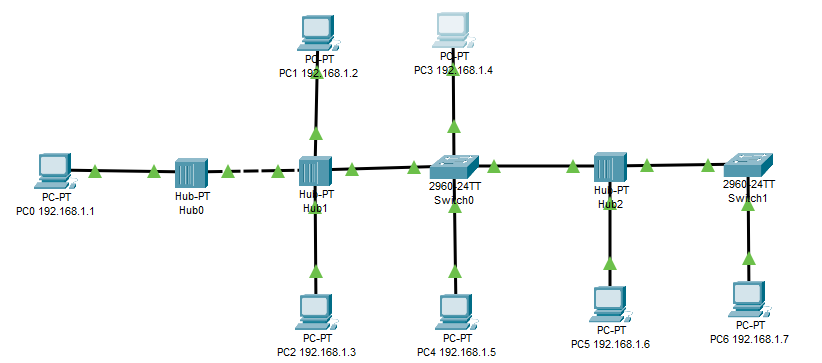 PC-PT
PC1 192.168.1.2
PC-PT
PC3 192.168.1.4
PC-PT
PC0 192.168.1.1
Hub-PT
Hub0
Hub-PT
Hub1
2960-24TT
Switch0
Hub-PT
Hub2
2960-24TT
Switch1
PC-PT
PC2 192.168.1.3
PC-PT
PC4 192.168.1.5
PC-PT
PC5 192.168.1.6
PC-PT
PC6 192.168.1.7